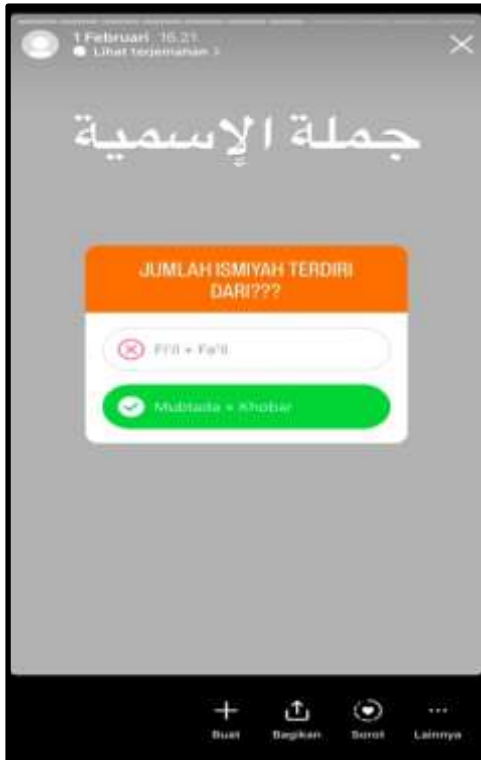 1 Februari 16.21
Lihat terjemahan >
جملة الإسمية
JUMLAH ISMIYAH TERDIRI
DARI???
Fi'il + Fa'il
Mubtada + Khobar
Buat
Bagikan
Sorot
Lainnya